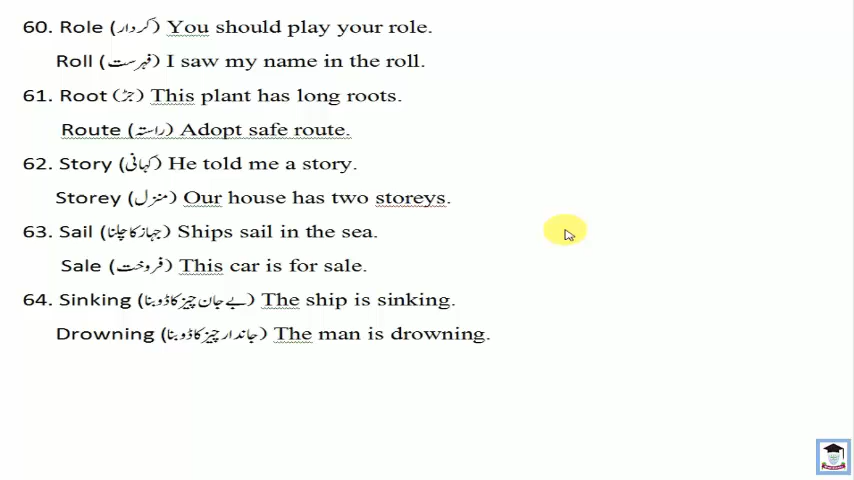 60. Role (کردار) You should play your role.
Roll (فہرست) I saw my name in the roll.
61. Root (جڑ) This plant has long roots.
Route (راستہ) Adopt safe route.
62. Story (کہانی) He told me a story.
Storey (منزل) Our house has two storeys.
63. Sail (جہاز کا چلنا) Ships sail in the sea.
Sale (فروخت) This car is for sale.
64. Sinking (بے جان چیز کا ڈوبنا) The ship is sinking.
Drowning (جاندار چیز کا ڈوبنا) The man is drowning.